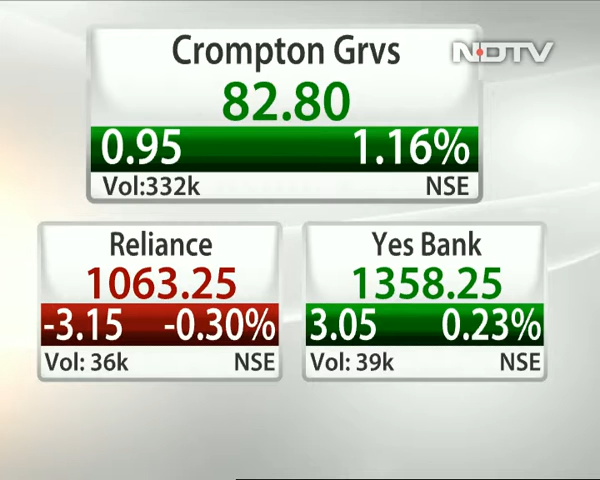 Crompton Grvs
NDTV
82.80
0.95 1.16%
Vol:332k NSE
Reliance
1063.25
-3.15 -0.30%
Vol: 36k NSE
Yes Bank
1358.25
3.05 0.23%
Vol: 39k NSE